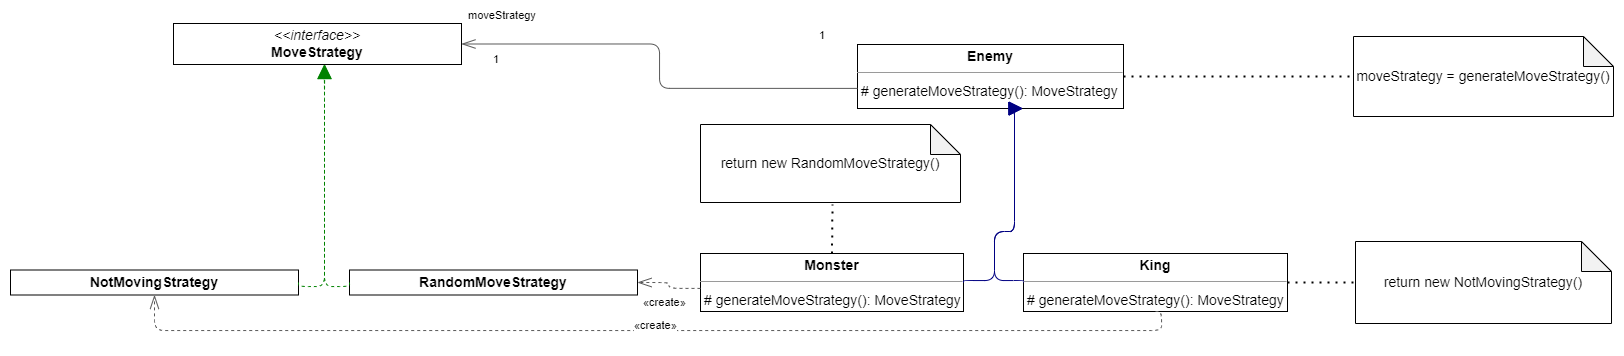 moveStrategy
<<interface>>
MoveStrategy
1
1
Enemy
# generateMoveStrategy(): MoveStrategy
moveStrategy = generateMoveStrategy()
return new RandomMoveStrategy()
NotMovingStrategy
RandomMoveStrategy
Monster
# generateMoveStrategy(): MoveStrategy
King
# generateMoveStrategy(): MoveStrategy
return new NotMovingStrategy()
«create»
«create»